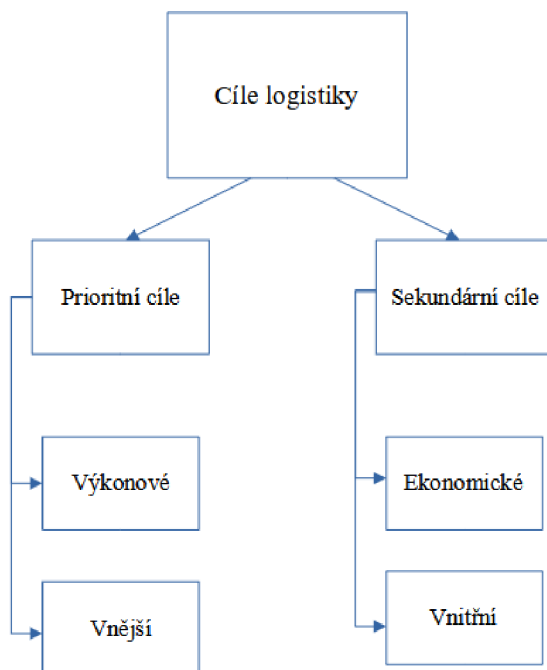 Cíle logistiky
Prioritní cíle
Sekundární cíle
Výkonové
Ekonomické
Vnější
Vnitřní